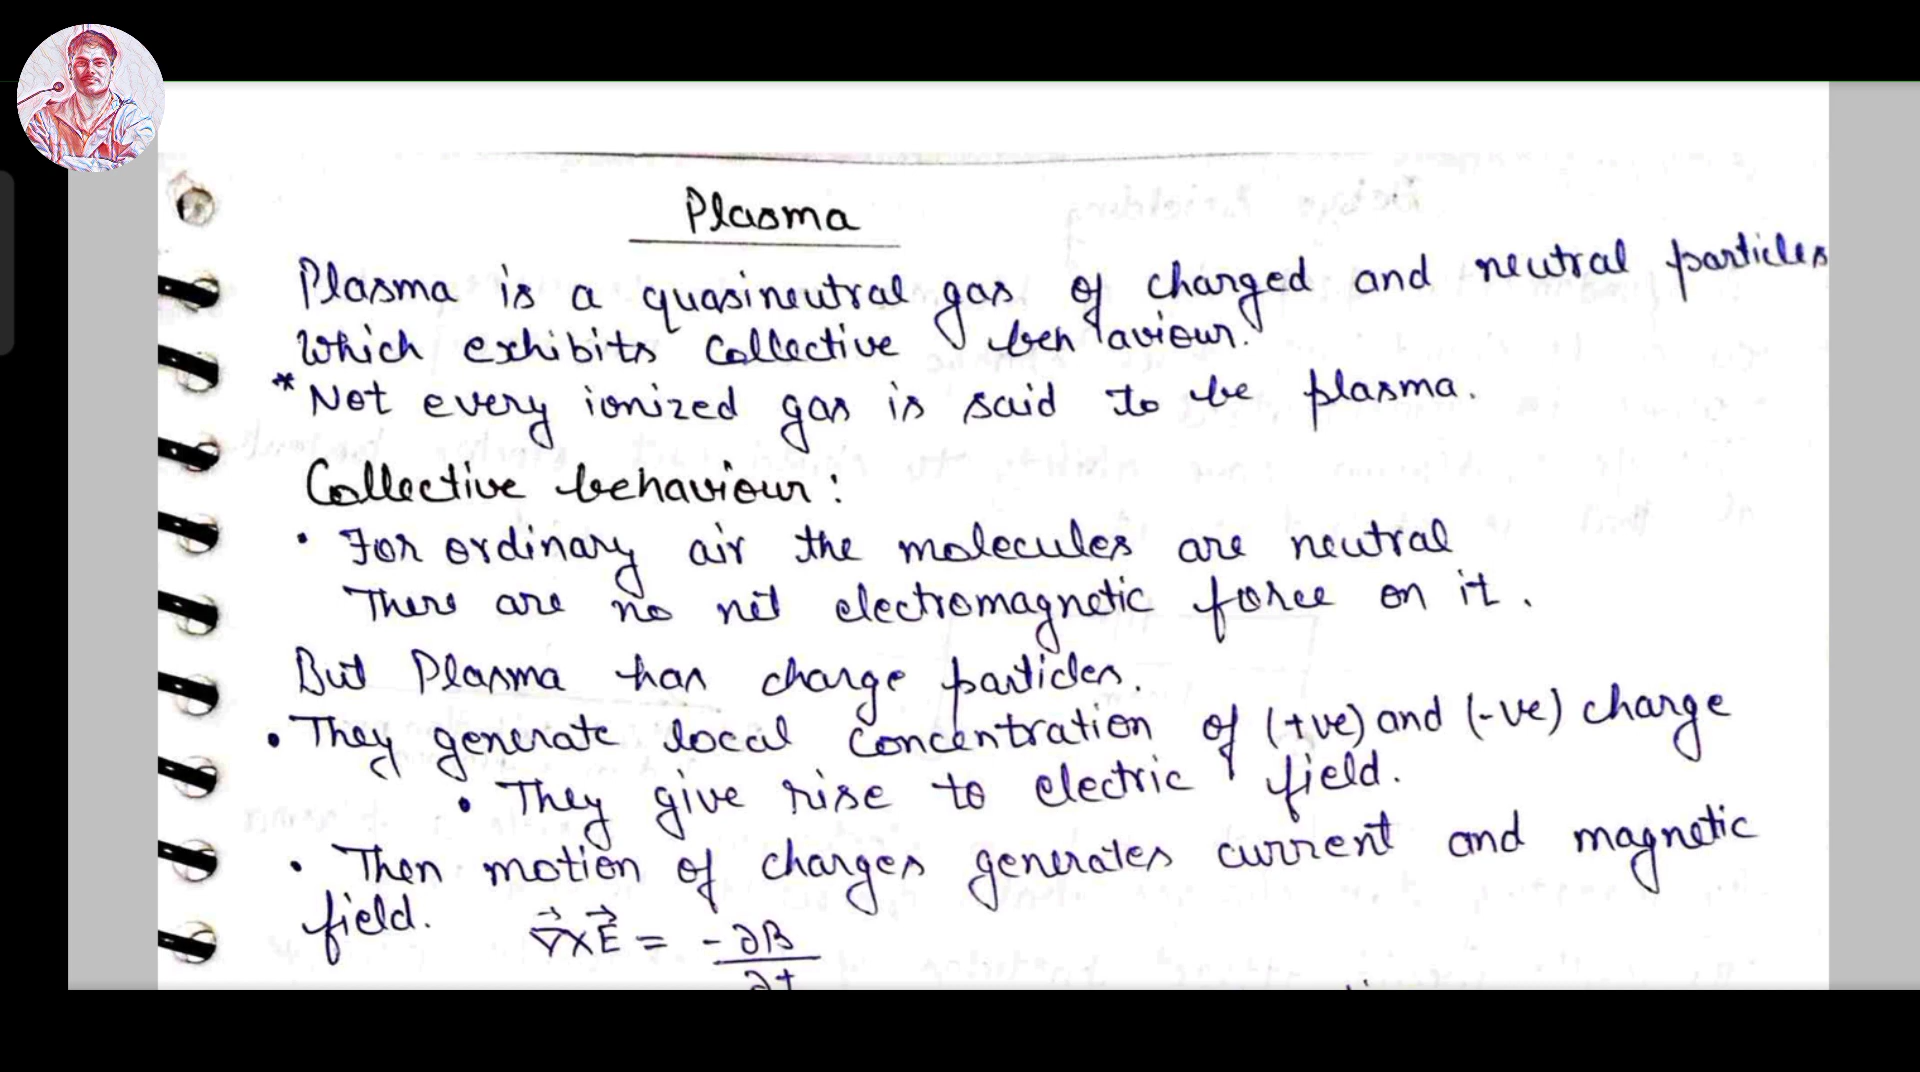 Plasma
Plasma is a quasineutral gas of charged and neutral particles
which exhibits collective behaviour.
*Not every ionized gas is said to be plasma.
Collective behaviour:
• For ordinary air the molecules are neutral
There are no net electromagnetic force on it.
But Plasma has charge particles.
• They generate local concentration of (+ve) and (-ve) charge
• They give rise to electric field.
• Then motion of charges generates current and magnetic
field. ∇⃗×E⃗ = -∂B/∂t